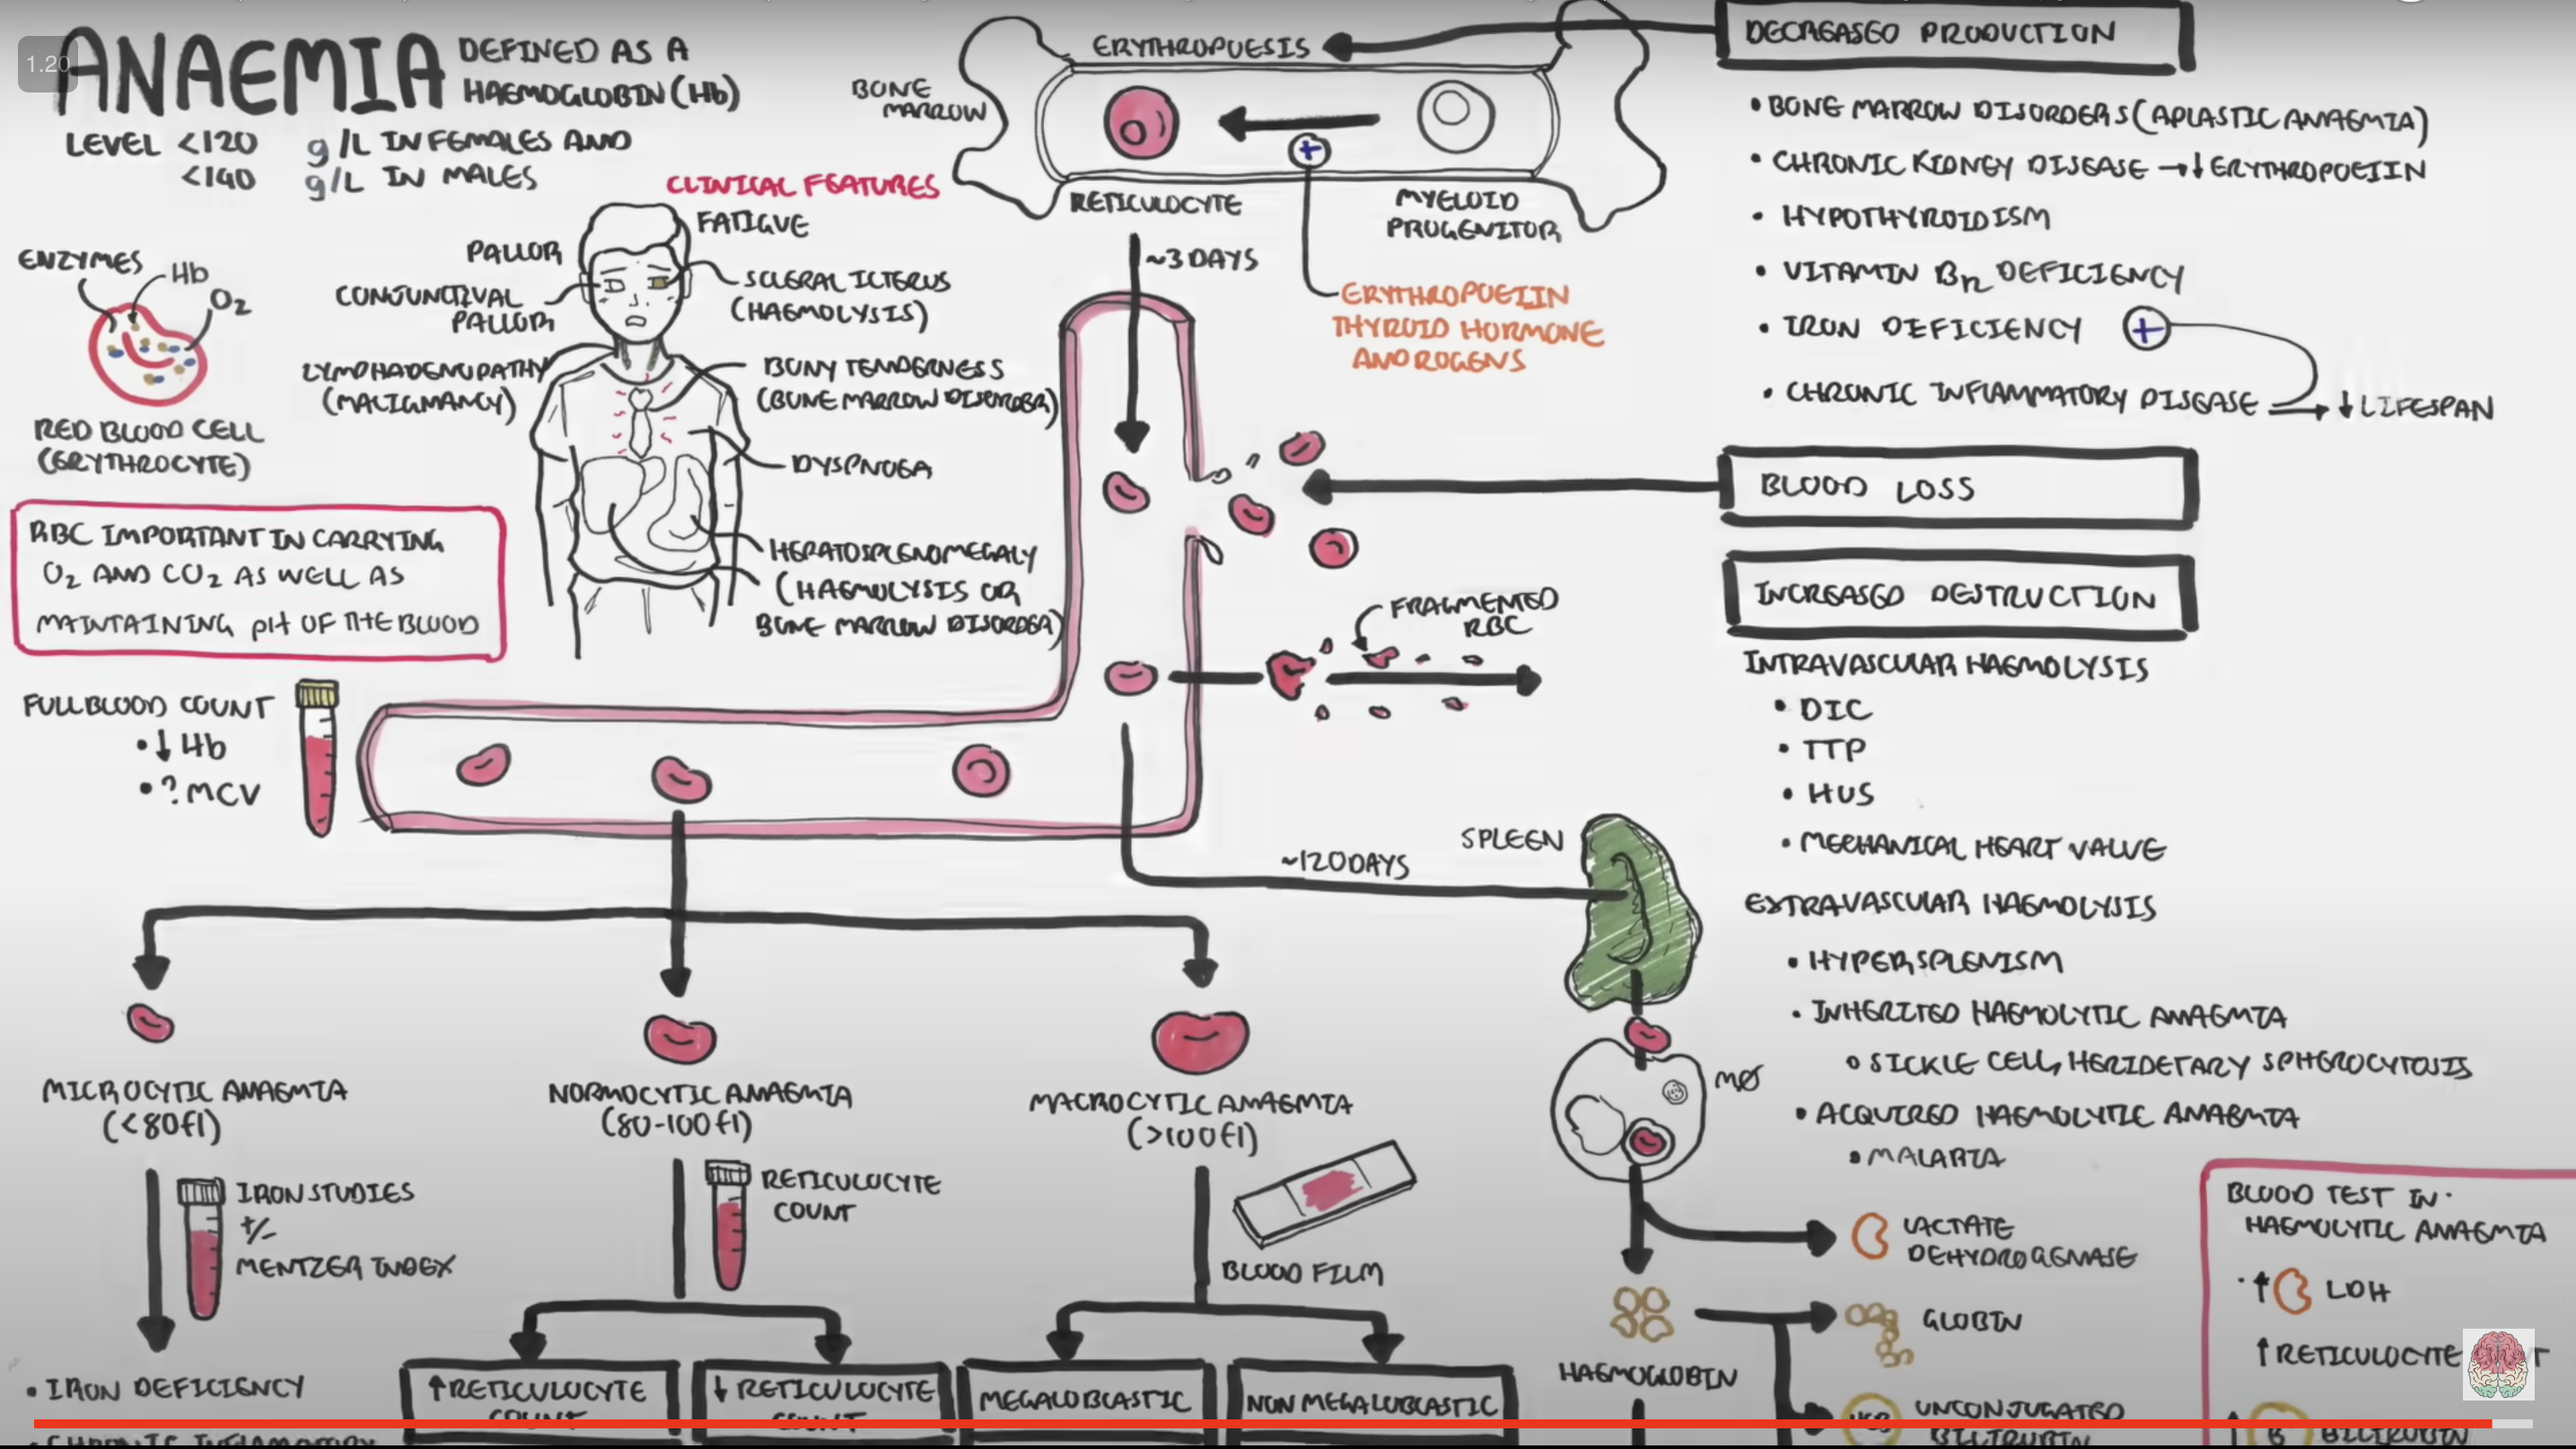 1.20
ANAEMIA
DEFINED AS A
HAEMOGLOBIN (Hb)
LEVEL <120 g/L IN FEMALES AND
<140 g/L IN MALES
ENZYMES
Hb
O2
RED BLOOD CELL
(ERYTHROCYTE)
RBC IMPORTANT IN CARRYING
O2 AND CO2 AS WELL AS
MAINTAINING pH OF THE BLOOD
CLINICAL FEATURES
FATIGUE
PALLOR
CONJUNCTIVAL
PALLOR
LYMPHADENOPATHY
(MALIGNANCY)
SCLERAL ICTERUS
(HAEMOLYSIS)
BONY TENDERNESS
(BONE MARROW DISORDER)
DYSPNOEA
HEPATOSPLENOMEGALY
(HAEMOLYSIS OR
BONE MARROW DISORDER)
ERYTHROPOESIS
BONE
MARROW
RETICULOCYTE
MYELOID
PROGENITOR
+
~3 DAYS
ERYTHROPOETIN
THYROID HORMONE
ANDROGENS
FRAGMENTED
RBC
DECREASED PRODUCTION
• BONE MARROW DISORDERS (APLASTIC ANAEMIA)
• CHRONIC KIDNEY DISEASE → ↓ ERYTHROPOETIN
• HYPOTHYROIDISM
• VITAMIN B12 DEFICIENCY
• IRON DEFICIENCY +
• CHRONIC INFLAMMATORY DISEASE → ↓ LIFESPAN
BLOOD LOSS
INCREASED DESTRUCTION
INTRAVASCULAR HAEMOLYSIS
• DIC
• TTP
• HUS
• MECHANICAL HEART VALVE
EXTRAVASCULAR HAEMOLYSIS
• HYPERSPLENISM
• INHERITED HAEMOLYTIC ANAEMIA
○ SICKLE CELL, HERIDETARY SPHEROCYTOSIS
• ACQUIRED HAEMOLYTIC ANAEMIA
• MALARIA
FULL BLOOD COUNT
• ↓ Hb
• ? MCV
~120 DAYS
SPLEEN
MØ
MICROCYTIC ANAEMIA
(<80fl)
NORMOCYTIC ANAEMIA
(80-100fl)
MACROCYTIC ANAEMIA
(>100fl)
IRON STUDIES
+/-
MENTZER INDEX
RETICULOCYTE
COUNT
BLOOD FILM
• IRON DEFICIENCY
• CHRONIC INFLAMMATORY
↑ RETICULOCYTE
COUNT
↓ RETICULOCYTE
COUNT
MEGALOBLASTIC
NON MEGALOBLASTIC
LACTATE
DEHYDROGENASE
HAEMOGLOBIN
GLOBIN
UCB
UNCONJUGATED
BILIRUBIN
BLOOD TEST IN
HAEMOLYTIC ANAEMIA
• ↑ LDH
↑ RETICULOCYTE
↑ B BILIRUBIN